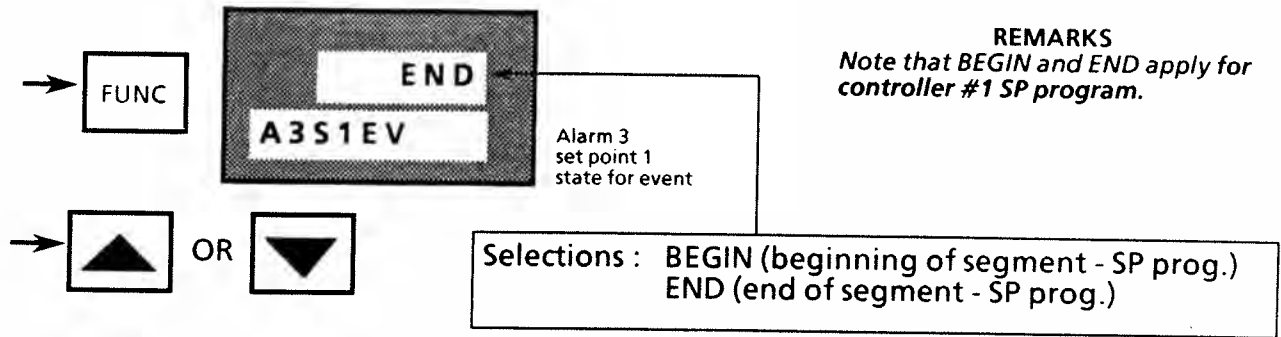 FUNC
END
A3S1EV
Alarm 3
set point 1
state for event
REMARKS
Note that BEGIN and END apply for
controller #1 SP program.
OR
Selections : BEGIN (beginning of segment - SP prog.)
END (end of segment - SP prog.)